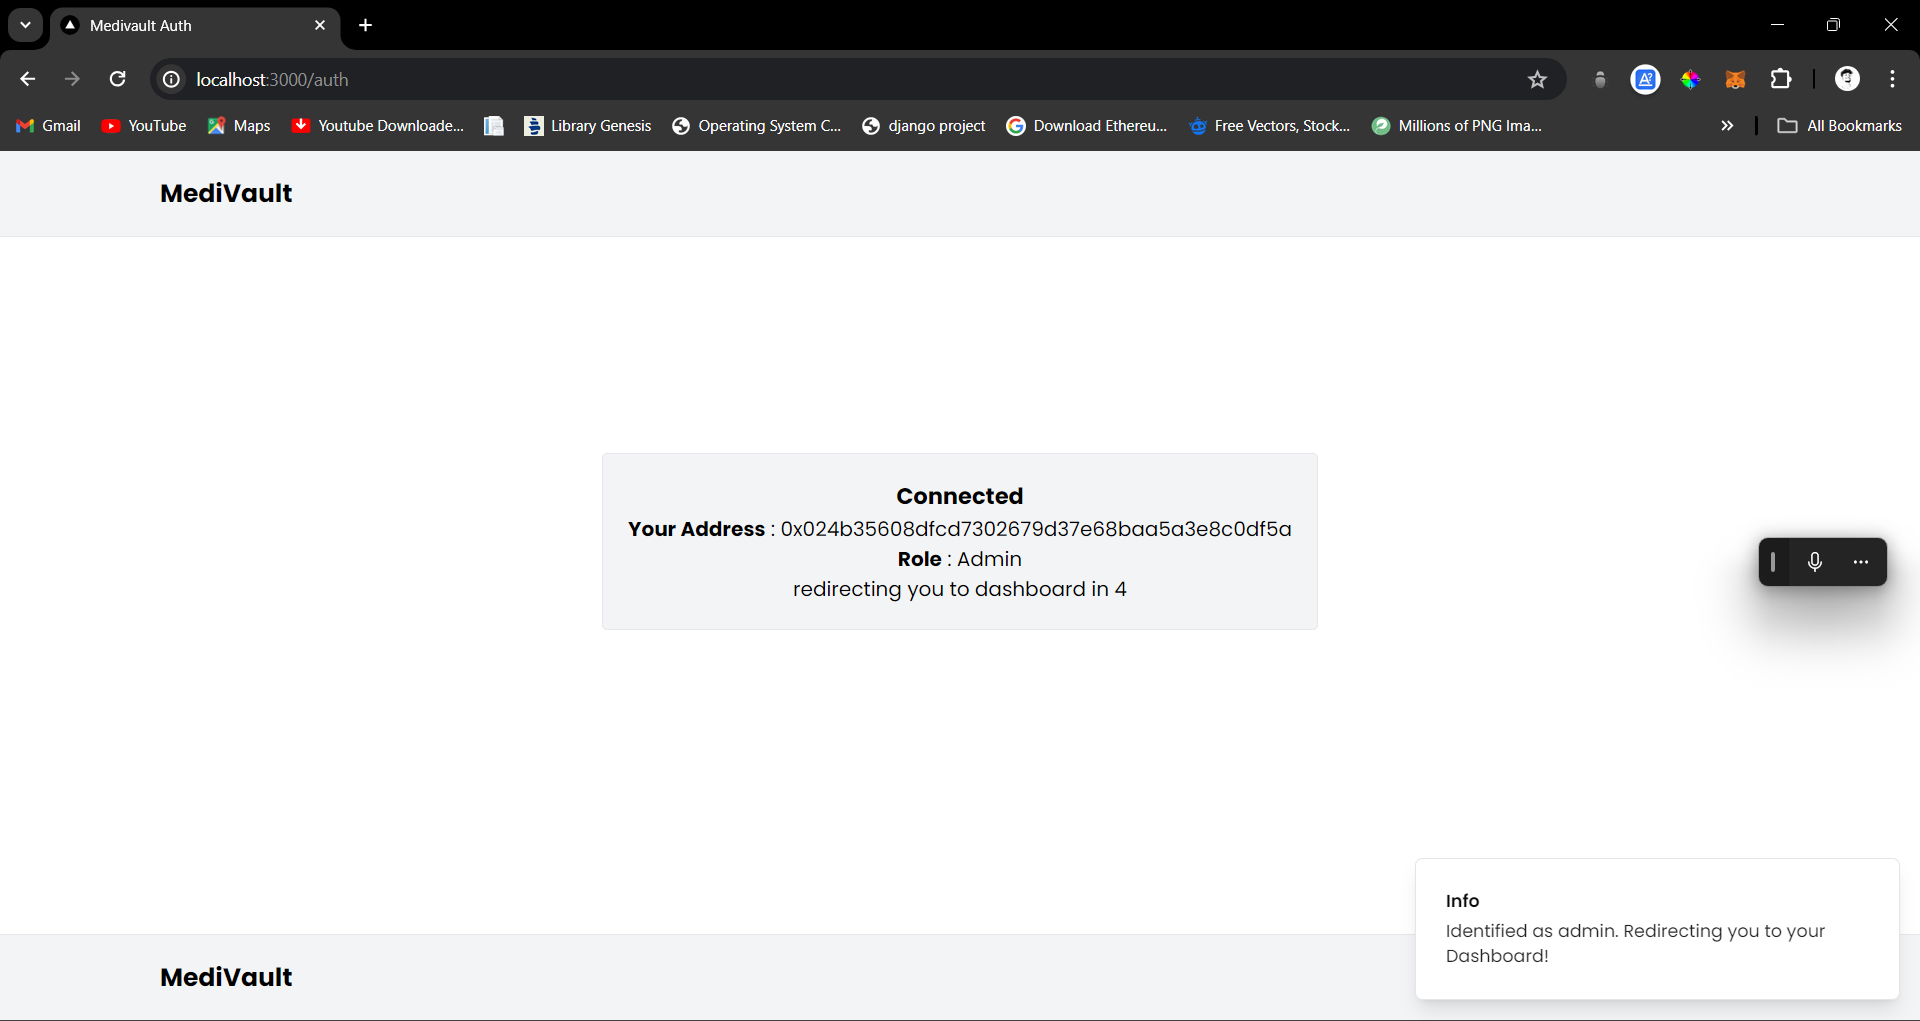 Medivault Auth
localhost:3000/auth
Gmail
YouTube
Maps
Youtube Downloade...
Library Genesis
Operating System C...
django project
Download Ethereu...
Free Vectors, Stock...
Millions of PNG Ima...
All Bookmarks
MediVault
Connected
Your Address : 0x024b35608dfcd7302679d37e68baa5a3e8c0df5a
Role : Admin
redirecting you to dashboard in 4
Info
Identified as admin. Redirecting you to your
Dashboard!
MediVault